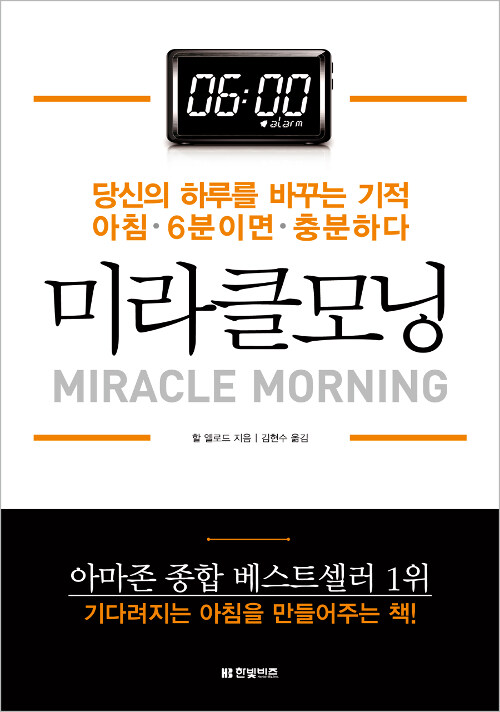 06:00
alarm
당신의 하루를 바꾸는 기적
아침·6분이면·충분하다
미라클모닝
MIRACLE MORNING
할 엘로드 지음 | 김현수 옮김
아마존 종합 베스트셀러 1위
기다려지는 아침을 만들어주는 책!
HB 한빛비즈